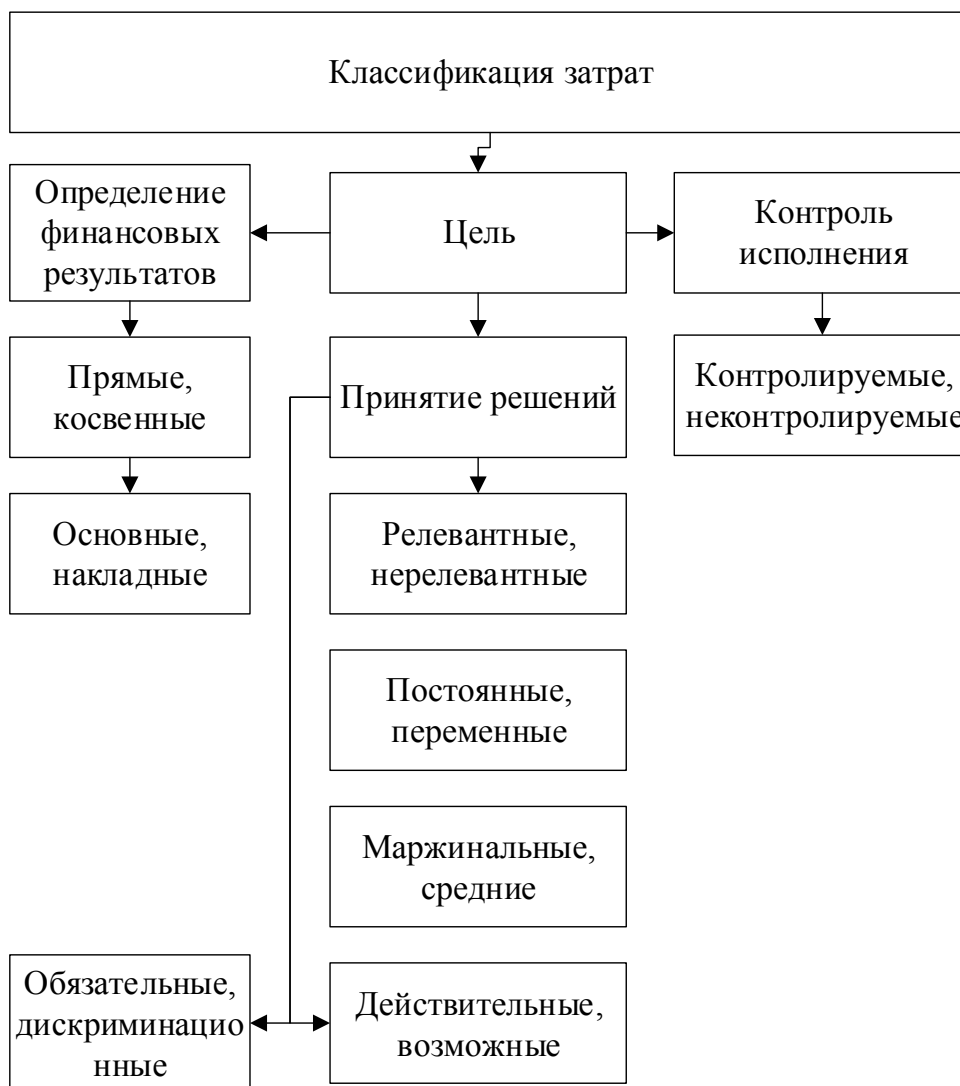 Классификация затрат
Определение
финансовых
результатов
Цель
Контроль
исполнения
Прямые,
косвенные
Принятие решений
Контролируемые,
неконтролируемые
Основные,
накладные
Релевантные,
нерелевантные
Постоянные,
переменные
Маржинальные,
средние
Обязательные,
дискриминацио
нные
Действительные,
возможные